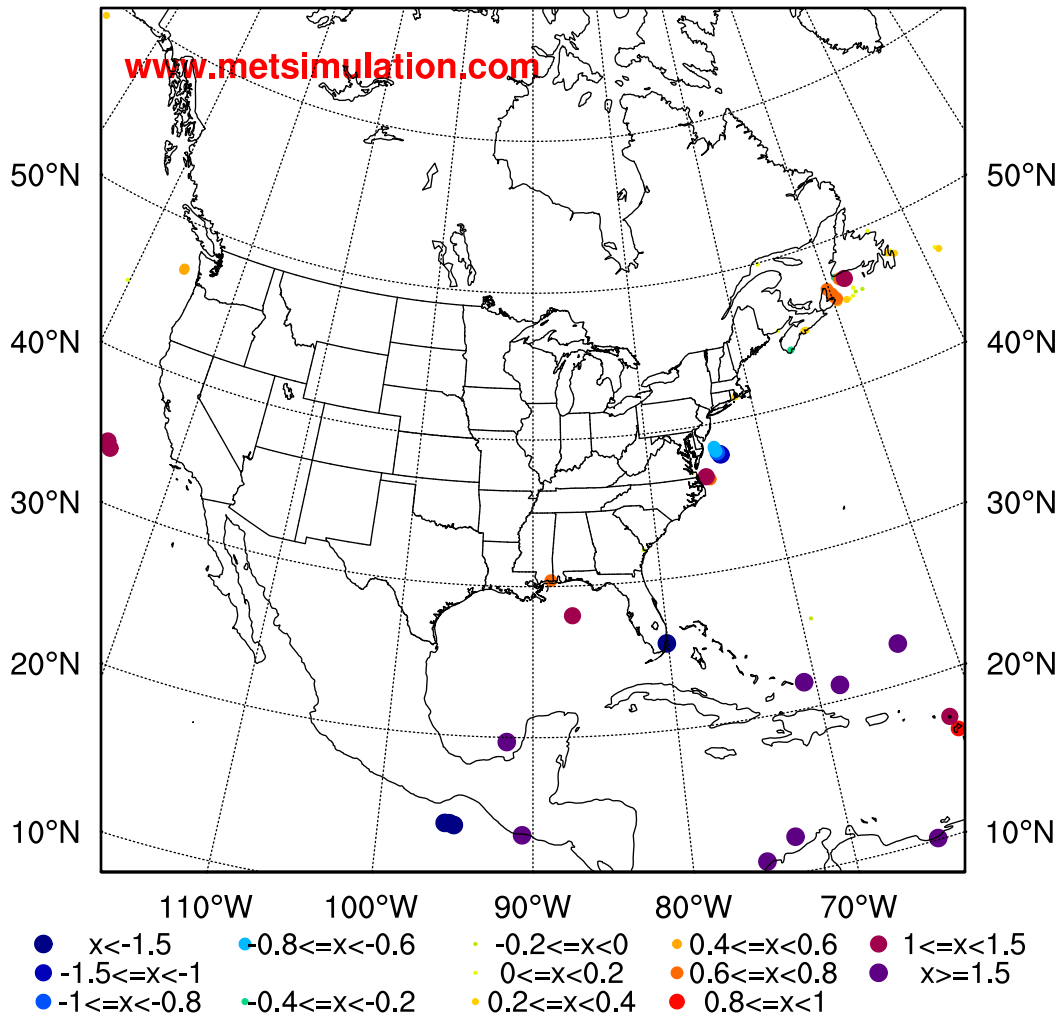 www.metsimulation.com
50°N 50°N
40°N 40°N
30°N 30°N
20°N 20°N
10°N 10°N
110°W 100°W 90°W 80°W 70°W
x<-1.5 -0.8<=x<-0.6 -0.2<=x<0 0.4<=x<0.6 1<=x<1.5
-1.5<=x<-1 0<=x<0.2 0.6<=x<0.8 x>=1.5
-1<=x<-0.8 -0.4<=x<-0.2 0.2<=x<0.4 0.8<=x<1